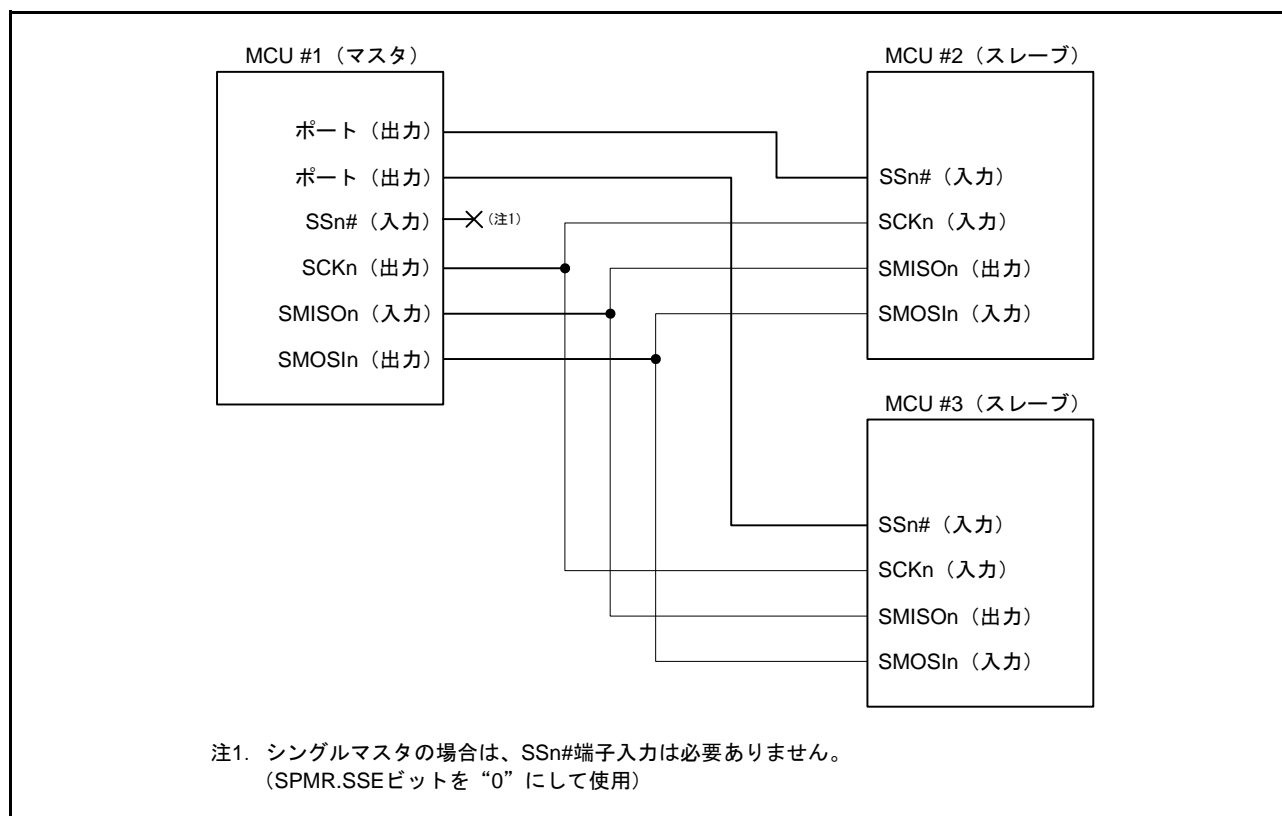 MCU #1（マスタ）
ポート（出力）
ポート（出力）
SSn#（入力）
（注1）
SCKn（出力）
SMISOn（入力）
SMOSIn（出力）
MCU #2（スレーブ）
SSn#（入力）
SCKn（入力）
SMISOn（出力）
SMOSIn（入力）
MCU #3（スレーブ）
SSn#（入力）
SCKn（入力）
SMISOn（出力）
SMOSIn（入力）
注1. シングルマスタの場合は、SSn#端子入力は必要ありません。
（SPMR.SSEビットを“0”にして使用）